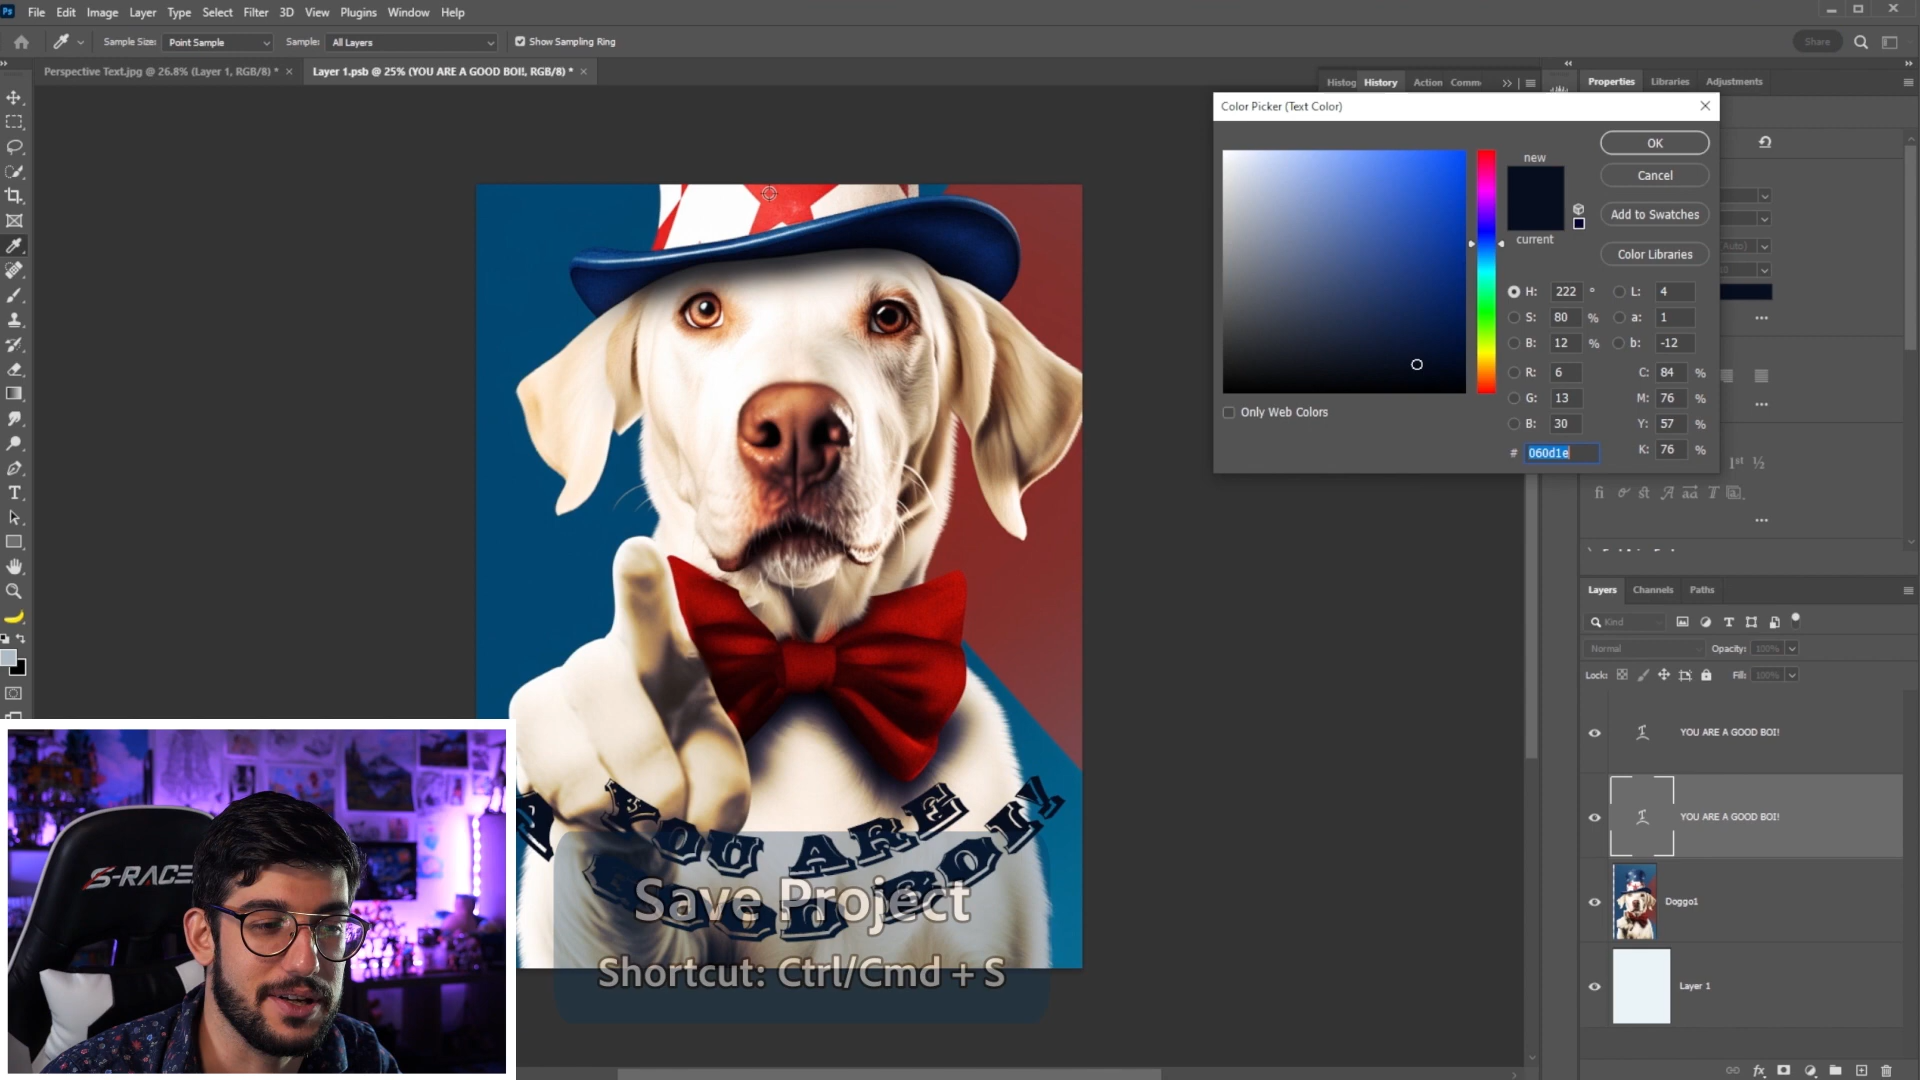 Ps File Edit Image Layer Type Select Filter 3D View Plugins Window Help
Sample Size: Point Sample Sample: All Layers Show Sampling Ring Share
Perspective Text.jpg @ 26.8% (Layer 1, RGB/8) * × Layer 1.psb @ 25% (YOU ARE A GOOD BOI!, RGB/8) * ×
Histog History Action Comm Properties Libraries Adjustments
Color Picker (Text Color)
new
current
OK
Cancel
Add to Swatches
Color Libraries
H: 222 ° L: 4
S: 80 % a: 1
B: 12 % b: -12
R: 6 C: 84 %
G: 13 M: 76 %
B: 30 Y: 57 %
# 060d1e K: 76 %
Only Web Colors
Auto)
1st ½
Layers Channels Paths
Kind
Normal Opacity: 100%
Lock: Fill: 100%
YOU ARE A GOOD BOI!
YOU ARE A GOOD BOI!
Doggo1
Layer 1
YOU ARE
Save Project
Shortcut: Ctrl/Cmd + S
S-RACE